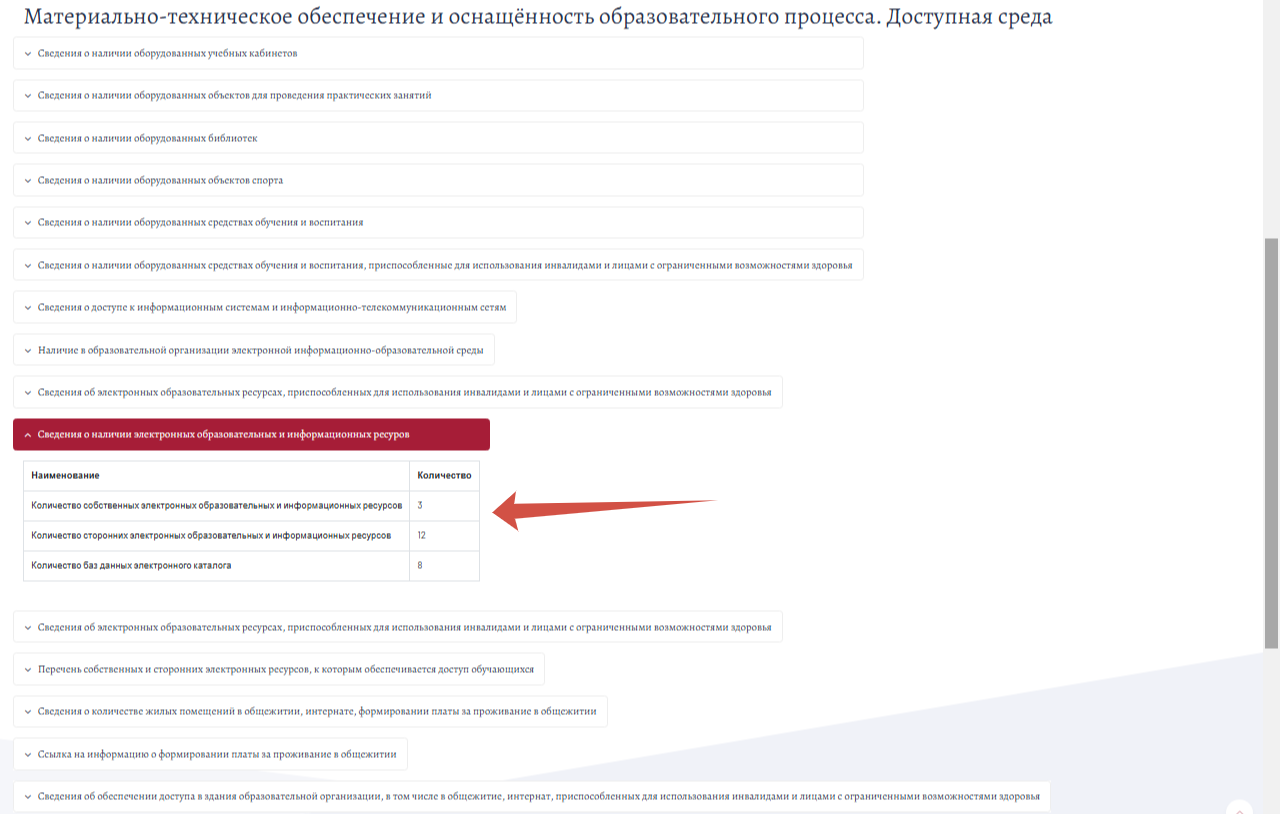 Материально-техническое обеспечение и оснащённость образовательного процесса. Доступная среда
Сведения о наличии оборудованных учебных кабинетов
Сведения о наличии оборудованных объектов для проведения практических занятий
Сведения о наличии оборудованных библиотек
Сведения о наличии оборудованных объектов спорта
Сведения о наличии оборудованных средствах обучения и воспитания
Сведения о наличии оборудованных средствах обучения и воспитания, приспособленные для использования инвалидами и лицами с ограниченными возможностями здоровья
Сведения о доступе к информационным системам и информационно-телекоммуникационным сетям
Наличие в образовательной организации электронной информационно-образовательной среды
Сведения об электронных образовательных ресурсах, приспособленных для использования инвалидами и лицами с ограниченными возможностями здоровья
Сведения о наличии электронных образовательных и информационных ресуров
Наименование Количество
Количество собственных электронных образовательных и информационных ресурсов 3
Количество сторонних электронных образовательных и информационных ресурсов 12
Количество баз данных электронного каталога 8
Сведения об электронных образовательных ресурсах, приспособленных для использования инвалидами и лицами с ограниченными возможностями здоровья
Перечень собственных и сторонних электронных ресурсов, к которым обеспечивается доступ обучающихся
Сведения о количестве жилых помещений в общежитии, интернате, формировании платы за проживание в общежитии
Ссылка на информацию о формировании платы за проживание в общежитии
Сведения об обеспечении доступа в здания образовательной организации, в том числе в общежитие, интернат, приспособленных для использования инвалидами и лицами с ограниченными возможностями здоровья